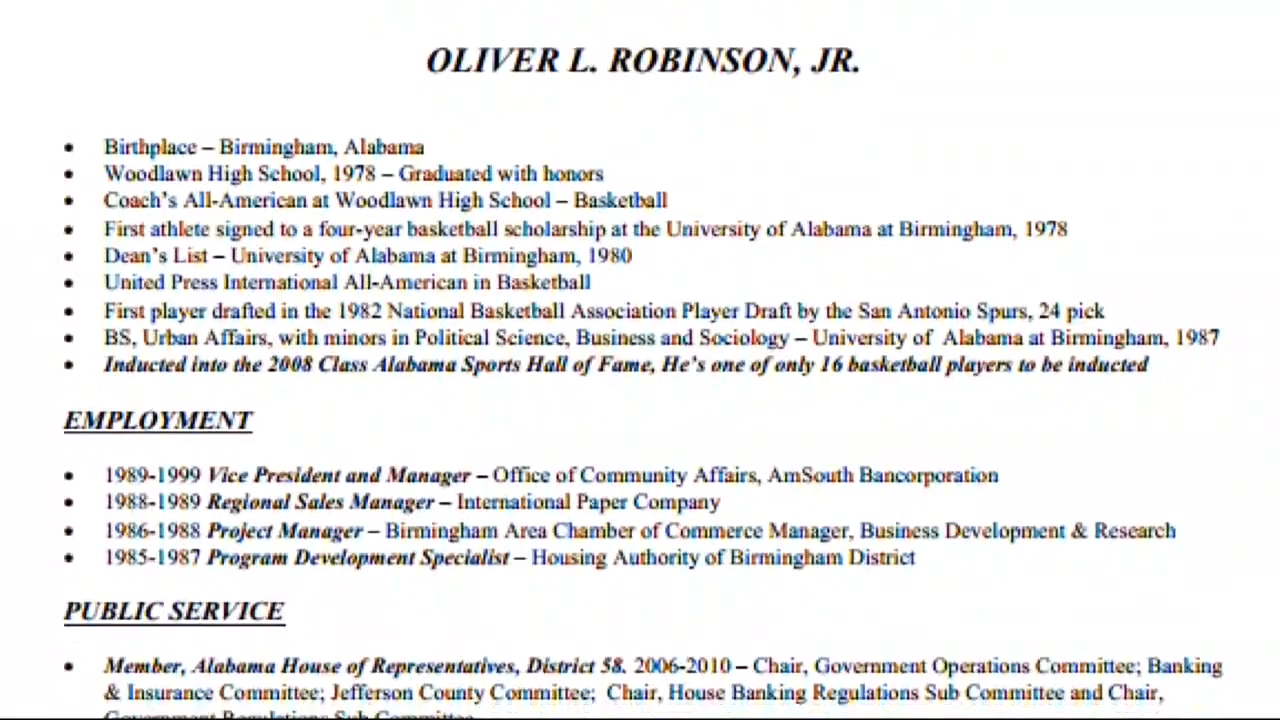 OLIVER L. ROBINSON, JR.
• Birthplace – Birmingham, Alabama
• Woodlawn High School, 1978 – Graduated with honors
• Coach's All-American at Woodlawn High School – Basketball
• First athlete signed to a four-year basketball scholarship at the University of Alabama at Birmingham, 1978
• Dean's List – University of Alabama at Birmingham, 1980
• United Press International All-American in Basketball
• First player drafted in the 1982 National Basketball Association Player Draft by the San Antonio Spurs, 24 pick
• BS, Urban Affairs, with minors in Political Science, Business and Sociology – University of Alabama at Birmingham, 1987
• Inducted into the 2008 Class Alabama Sports Hall of Fame, He's one of only 16 basketball players to be inducted
EMPLOYMENT
• 1989-1999 Vice President and Manager – Office of Community Affairs, AmSouth Bancorporation
• 1988-1989 Regional Sales Manager – International Paper Company
• 1986-1988 Project Manager – Birmingham Area Chamber of Commerce Manager, Business Development & Research
• 1985-1987 Program Development Specialist – Housing Authority of Birmingham District
PUBLIC SERVICE
• Member, Alabama House of Representatives, District 58, 2006-2010 – Chair, Government Operations Committee; Banking
& Insurance Committee; Jefferson County Committee; Chair, House Banking Regulations Sub Committee and Chair,
Government Regulations Sub Committee